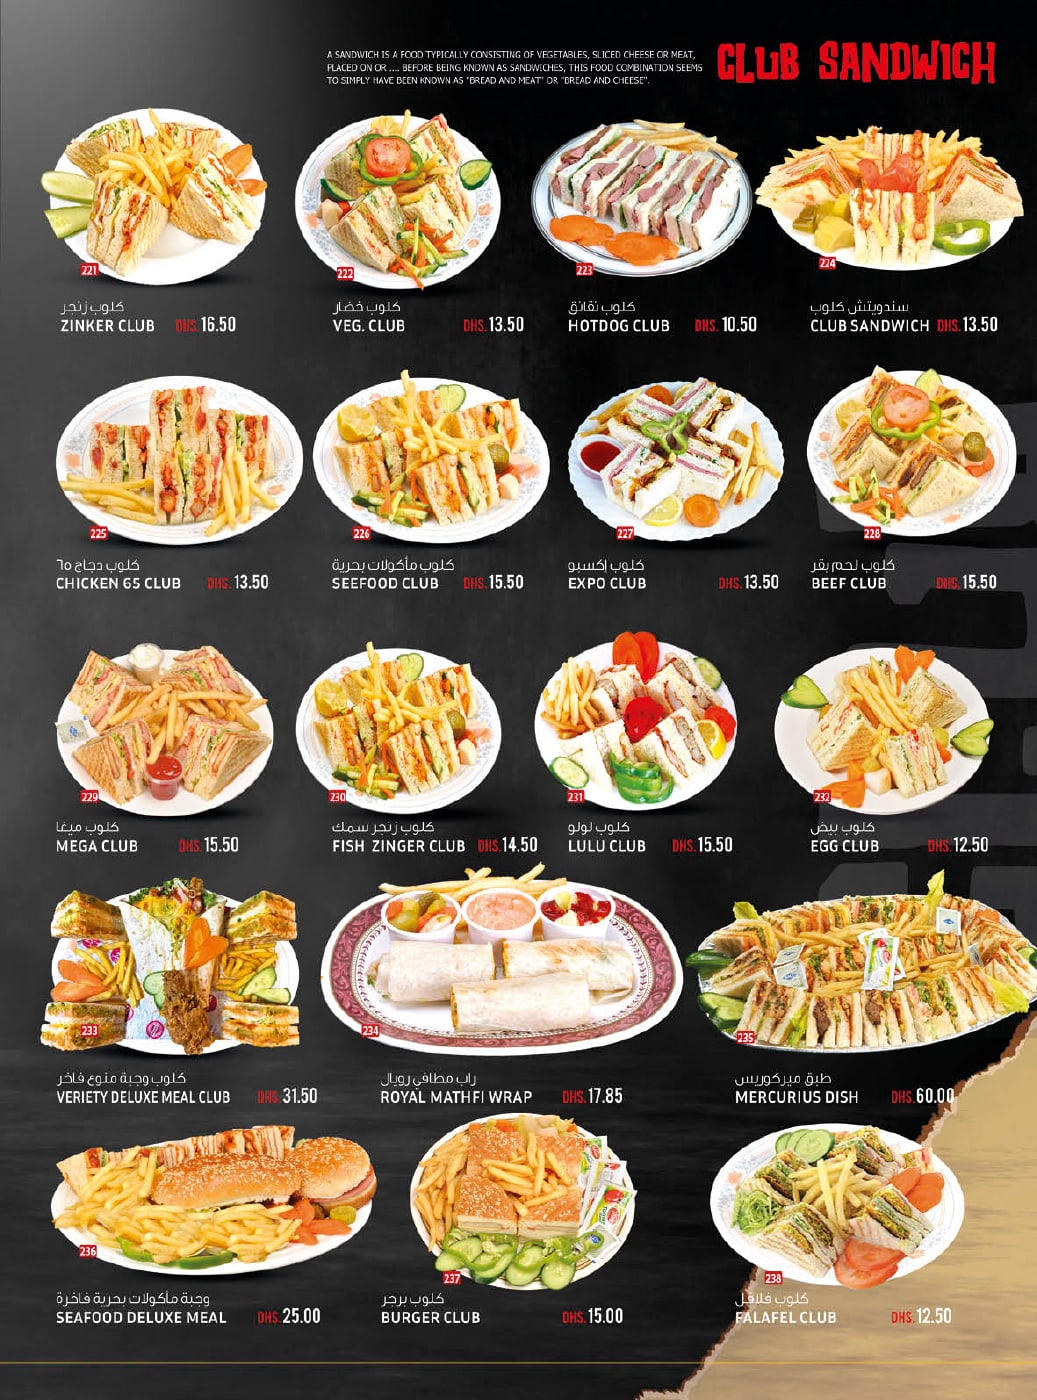 A SANDWICH IS A FOOD TYPICALLY CONSISTING OF VEGETABLES, SLICED CHEESE OR MEAT,
PLACED ON OR .... BEFORE BEING KNOWN AS SANDWICHES, THIS FOOD COMBINATION SEEMS
TO SIMPLY HAVE BEEN KNOWN AS "BREAD AND MEAT" OR "BREAD AND CHEESE".
CLUB SANDWICH
221
كلوب زنجر
ZINKER CLUB DHS. 16.50
222
كلوب خضار
VEG. CLUB DHS. 13.50
223
كلوب نقانق
HOTDOG CLUB DHS. 10.50
224
سندويتش كلوب
CLUB SANDWICH DHS. 13.50
225
كلوب دجاج ٦٥
CHICKEN 65 CLUB DHS. 13.50
226
كلوب مأكولات بحرية
SEEFOOD CLUB DHS. 15.50
227
كلوب إكسبو
EXPO CLUB DHS. 13.50
228
كلوب لحم بقر
BEEF CLUB DHS. 15.50
229
كلوب ميغا
MEGA CLUB DHS. 15.50
230
كلوب زنجر سمك
FISH ZINGER CLUB DHS. 14.50
231
كلوب لولو
LULU CLUB DHS. 15.50
232
كلوب بيض
EGG CLUB DHS. 12.50
233
كلوب وجبة منوع فاخر
VERIETY DELUXE MEAL CLUB DHS. 31.50
234
راب مطافي رويال
ROYAL MATHFI WRAP DHS. 17.85
235
طبق ميركوريس
MERCURIUS DISH DHS. 60.00
236
وجبة مأكولات بحرية فاخرة
SEAFOOD DELUXE MEAL DHS. 25.00
237
كلوب برجر
BURGER CLUB DHS. 15.00
238
كلوب فلافل
FALAFEL CLUB DHS. 12.50